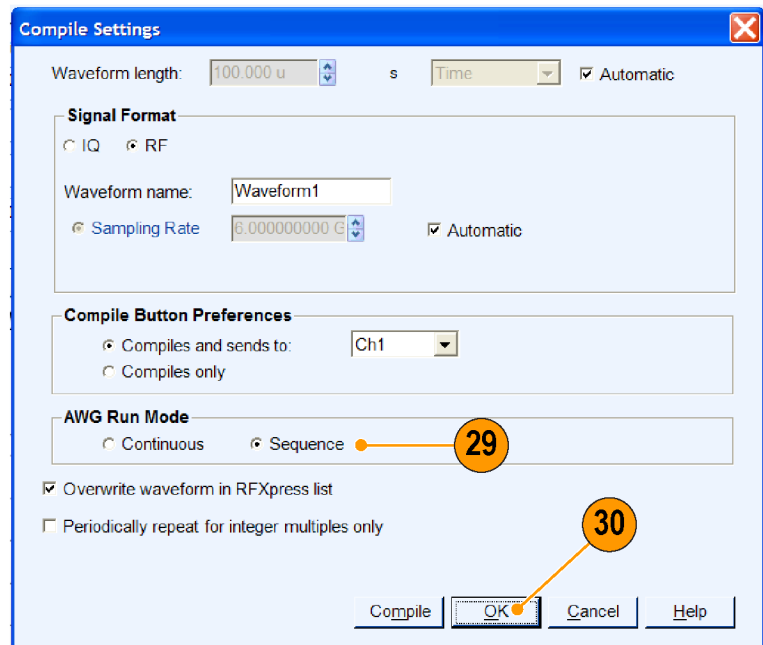 Compile Settings
Waveform length: 100.000 u s Time Automatic
Signal Format
IQ RF
Waveform name: Waveform1
Sampling Rate 6.000000000 G Automatic
Compile Button Preferences
Compiles and sends to: Ch1
Compiles only
AWG Run Mode
Continuous Sequence 29
Overwrite waveform in RFXpress list
Periodically repeat for integer multiples only
30
Compile OK Cancel Help